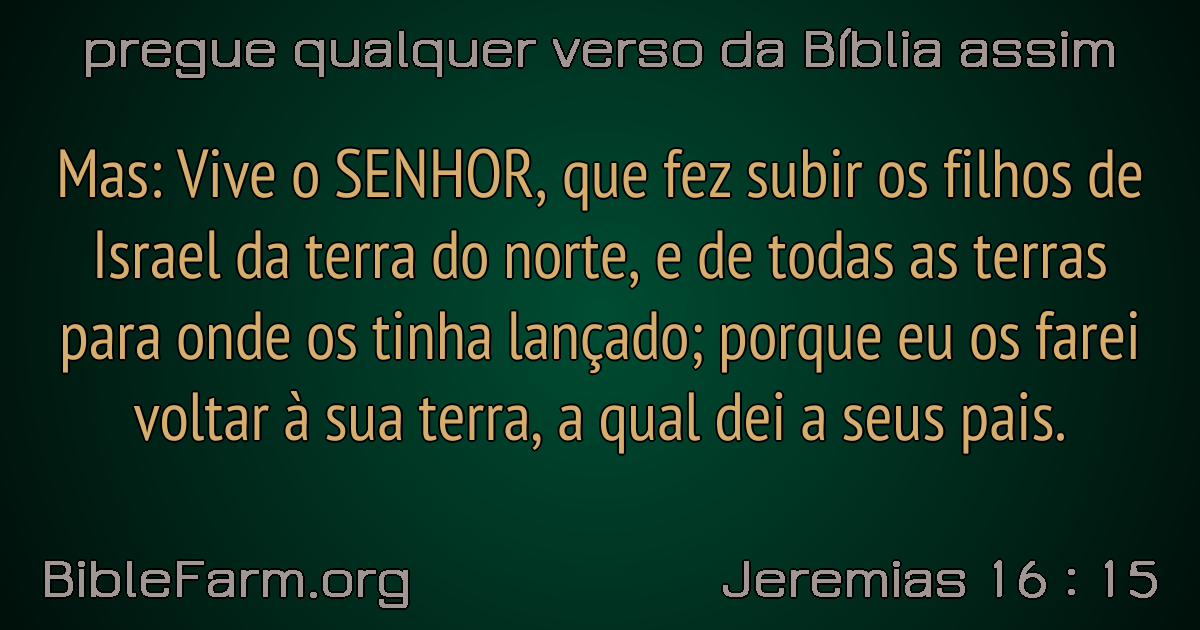 pregue qualquer verso da Bíblia assim
Mas: Vive o SENHOR, que fez subir os filhos de
Israel da terra do norte, e de todas as terras
para onde os tinha lançado; porque eu os farei
voltar à sua terra, a qual dei a seus pais.
BibleFarm.org
Jeremias 16 : 15